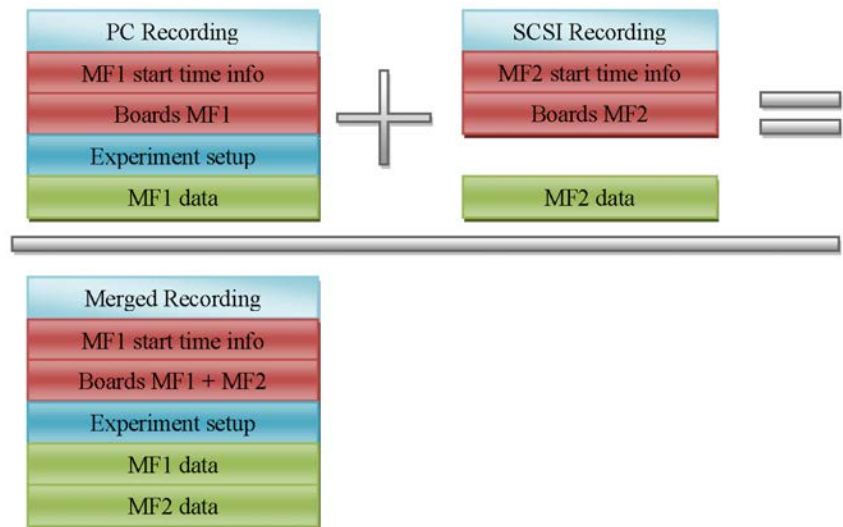 PC Recording
MF1 start time info
Boards MF1
Experiment setup
MF1 data
SCSI Recording
MF2 start time info
Boards MF2
MF2 data
Merged Recording
MF1 start time info
Boards MF1 + MF2
Experiment setup
MF1 data
MF2 data